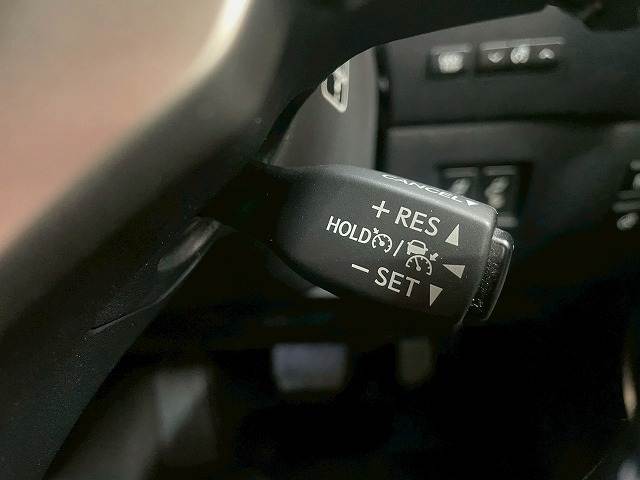 CANCEL▼
+ RES ▲
HOLD /
− SET ▼